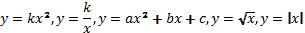 y = kx², y = k/x, y = ax² + bx + c, y = √x, y = |x|